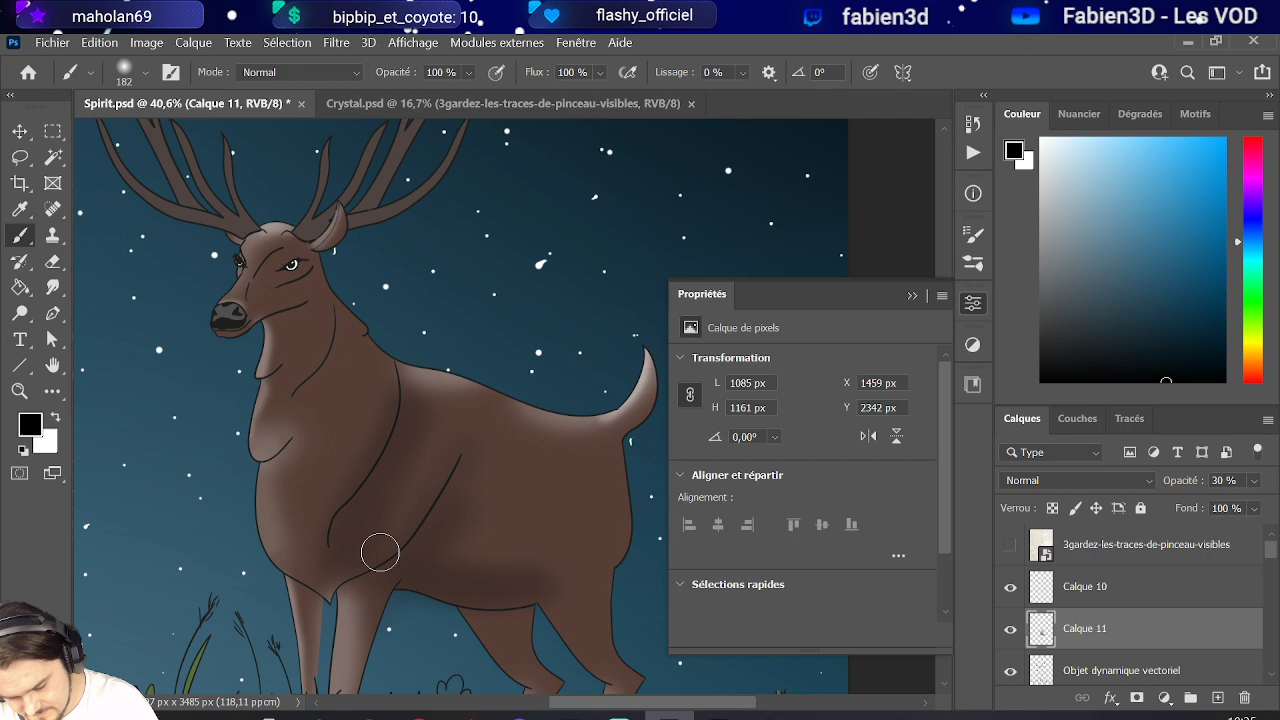 maholan69
bipbip_et_coyote: 10
flashy_officiel
fabien3d
Fabien3D - Les VOD
Ps Fichier Edition Image Calque Texte Sélection Filtre 3D Affichage Modules externes Fenêtre Aide
182 Mode : Normal Opacité : 100 % Flux : 100 % Lissage : 0 % 0°
Spirit.psd @ 40,6% (Calque 11, RVB/8) * Crystal.psd @ 16,7% (3gardez-les-traces-de-pinceau-visibles, RVB/8)
Couleur Nuancier Dégradés Motifs
Propriétés
Calque de pixels
Transformation
L 1085 px X 1459 px
H 1161 px Y 2342 px
0,00°
Aligner et répartir
Alignement :
Sélections rapides
Calques Couches Tracés
Type
Normal Opacité : 30 %
Verrou : Fond : 100 %
3gardez-les-traces-de-pinceau-visibles
Calque 10
Calque 11
Objet dynamique vectoriel
px x 3485 px (118,11 ppcm)